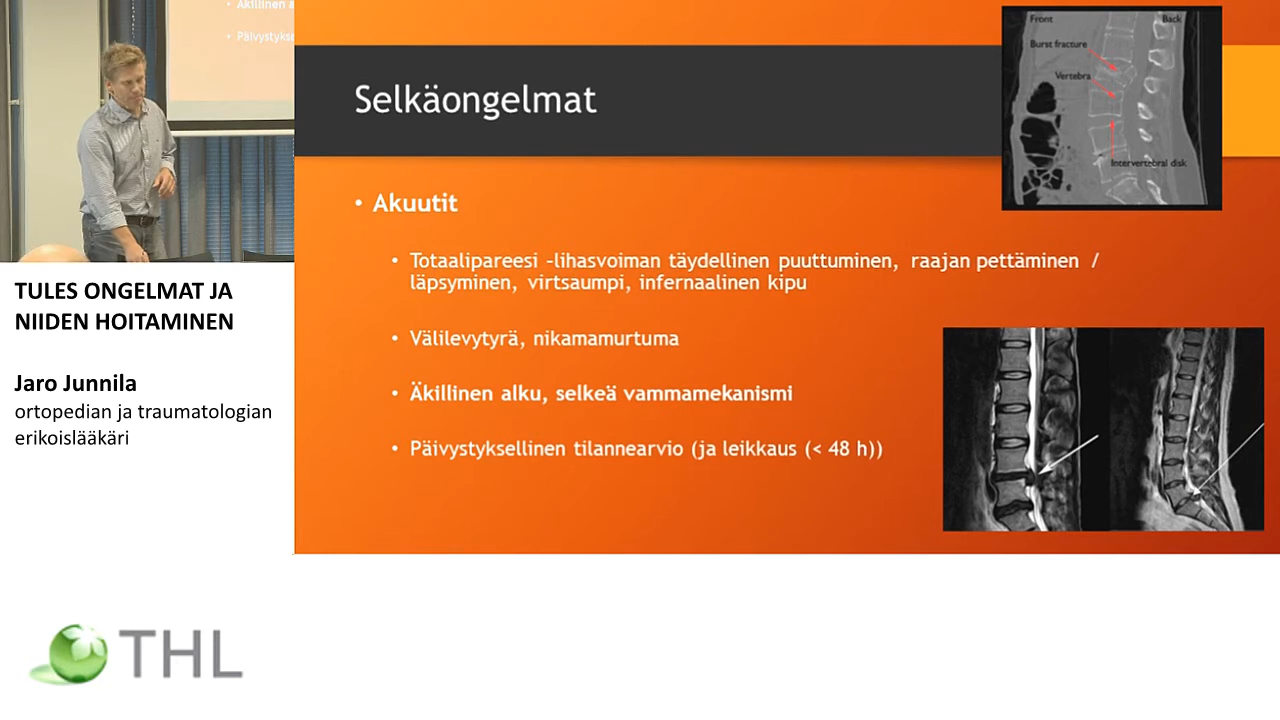 Äkillinen a
• Päivystykse
TULES ONGELMAT JA
NIIDEN HOITAMINEN
Jaro Junnila
ortopedian ja traumatologian
erikoislääkäri
THL
Selkäongelmat
Front
Back
Burst fracture
Vertebra
Intervertebral disk
• Akuutit
• Totaalipareesi –lihasvoiman täydellinen puuttuminen, raajan pettäminen /
läpsyminen, virtsaumpi, infernaalinen kipu
• Välilevytyrä, nikamamurtuma
• Äkillinen alku, selkeä vammamekanismi
• Päivystyksellinen tilannearvio (ja leikkaus (< 48 h))